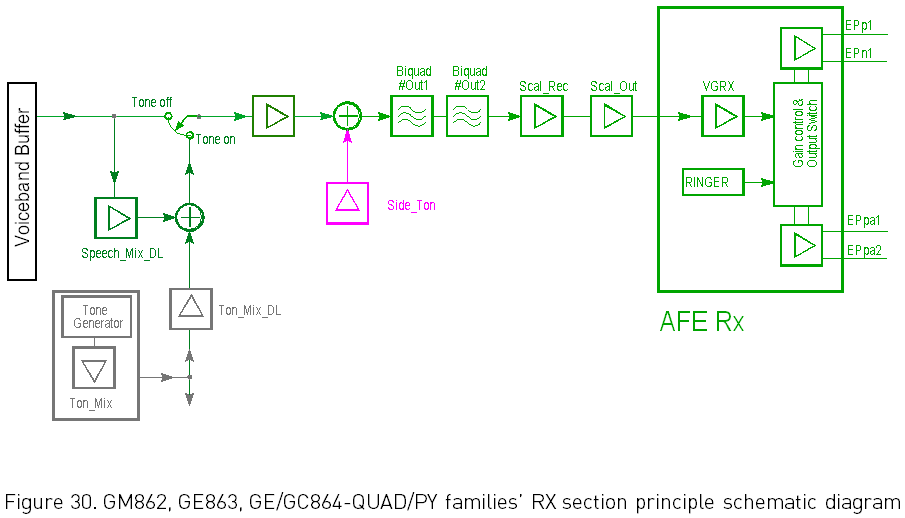 EPp1
EPn1
Biquad
#Out1
Biquad
#Out2
Scal_Rec
Scal_Out
VGRX
Tone off
Tone on
Voiceband Buffer
Gain control &
Output Switch
RINGER
Side_Ton
EPpa1
EPpa2
Speech_Mix_DL
Tone
Generator
Ton_Mix_DL
Ton_Mix
AFE Rx
Figure 30. GM862, GE863, GE/GC864-QUAD/PY families’ RX section principle schematic diagram